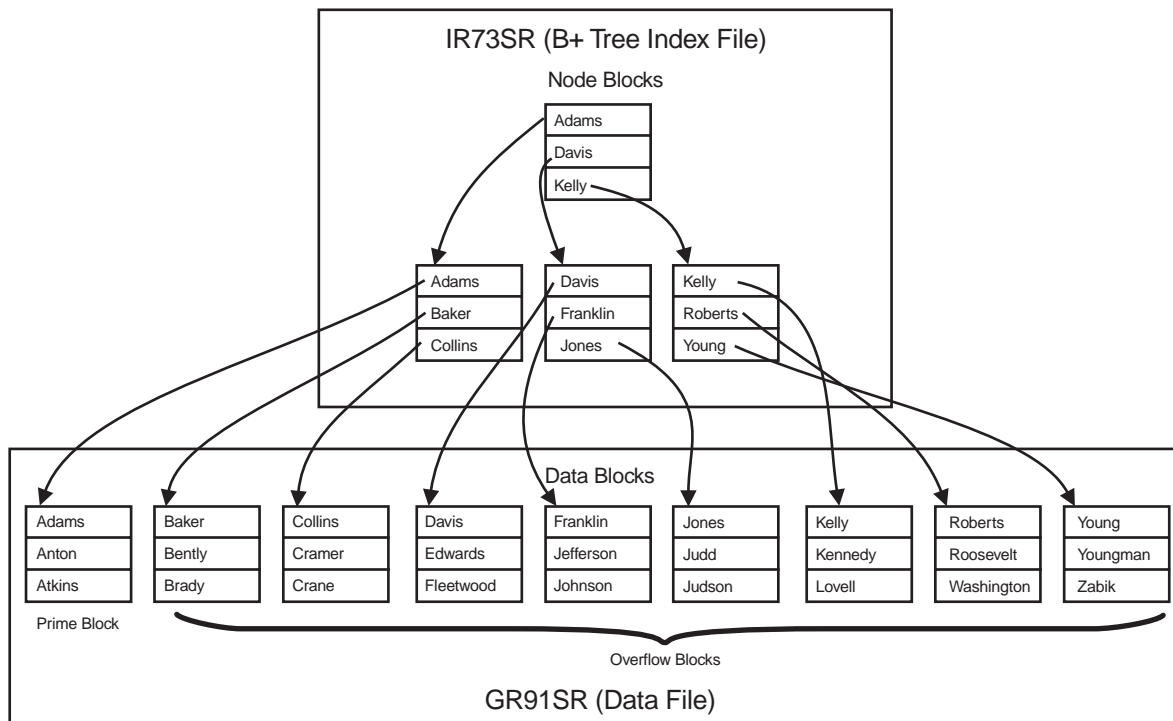 IR73SR (B+ Tree Index File)
Node Blocks
Adams
Davis
Kelly
Adams
Baker
Collins
Davis
Franklin
Jones
Kelly
Roberts
Young
Data Blocks
Adams
Anton
Atkins
Baker
Bently
Brady
Collins
Cramer
Crane
Davis
Edwards
Fleetwood
Franklin
Jefferson
Johnson
Jones
Judd
Judson
Kelly
Kennedy
Lovell
Roberts
Roosevelt
Washington
Young
Youngman
Zabik
Prime Block
Overflow Blocks
GR91SR (Data File)